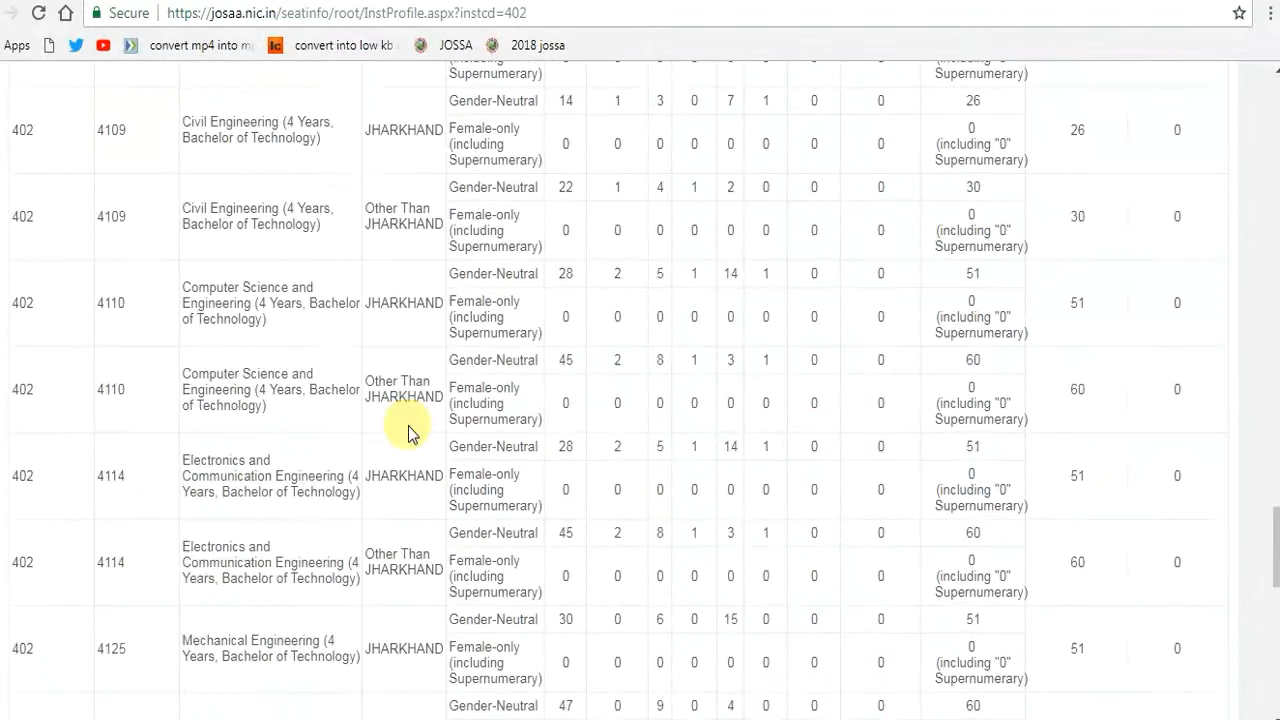 Secure https://josaa.nic.in/seatinfo/root/InstProfile.aspx?instcd=402
Apps convert mp4 into m convert into low kb JOSSA 2018 jossa
Supernumerary) Supernumerary)
402 4109 Civil Engineering (4 Years, Bachelor of Technology) JHARKHAND Gender-Neutral 14 1 3 0 7 1 0 0 26 26 0
Female-only (including Supernumerary) 0 0 0 0 0 0 0 0 0 (including "0" Supernumerary)
402 4109 Civil Engineering (4 Years, Bachelor of Technology) Other Than JHARKHAND Gender-Neutral 22 1 4 1 2 0 0 0 30 30 0
Female-only (including Supernumerary) 0 0 0 0 0 0 0 0 0 (including "0" Supernumerary)
402 4110 Computer Science and Engineering (4 Years, Bachelor of Technology) JHARKHAND Gender-Neutral 28 2 5 1 14 1 0 0 51 51 0
Female-only (including Supernumerary) 0 0 0 0 0 0 0 0 0 (including "0" Supernumerary)
402 4110 Computer Science and Engineering (4 Years, Bachelor of Technology) Other Than JHARKHAND Gender-Neutral 45 2 8 1 3 1 0 0 60 60 0
Female-only (including Supernumerary) 0 0 0 0 0 0 0 0 0 (including "0" Supernumerary)
402 4114 Electronics and Communication Engineering (4 Years, Bachelor of Technology) JHARKHAND Gender-Neutral 28 2 5 1 14 1 0 0 51 51 0
Female-only (including Supernumerary) 0 0 0 0 0 0 0 0 0 (including "0" Supernumerary)
402 4114 Electronics and Communication Engineering (4 Years, Bachelor of Technology) Other Than JHARKHAND Gender-Neutral 45 2 8 1 3 1 0 0 60 60 0
Female-only (including Supernumerary) 0 0 0 0 0 0 0 0 0 (including "0" Supernumerary)
402 4125 Mechanical Engineering (4 Years, Bachelor of Technology) JHARKHAND Gender-Neutral 30 0 6 0 15 0 0 0 51 51 0
Female-only (including Supernumerary) 0 0 0 0 0 0 0 0 0 (including "0" Supernumerary)
Gender-Neutral 47 0 9 0 4 0 0 0 60